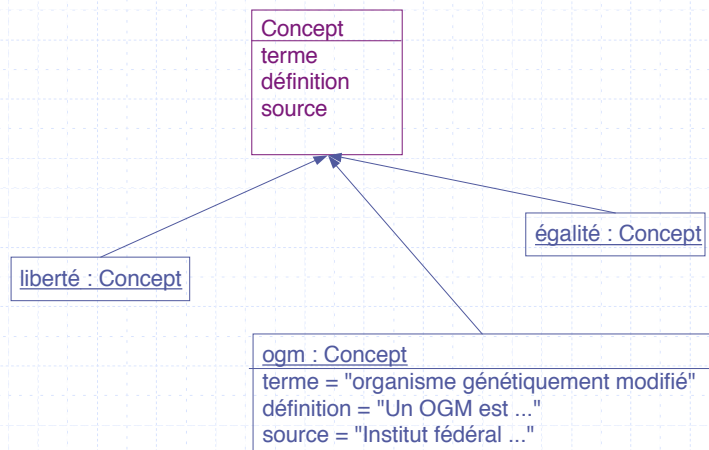 Concept
terme
définition
source
égalité : Concept
liberté : Concept
ogm : Concept
terme = "organisme génétiquement modifié"
définition = "Un OGM est ..."
source = "Institut fédéral ..."